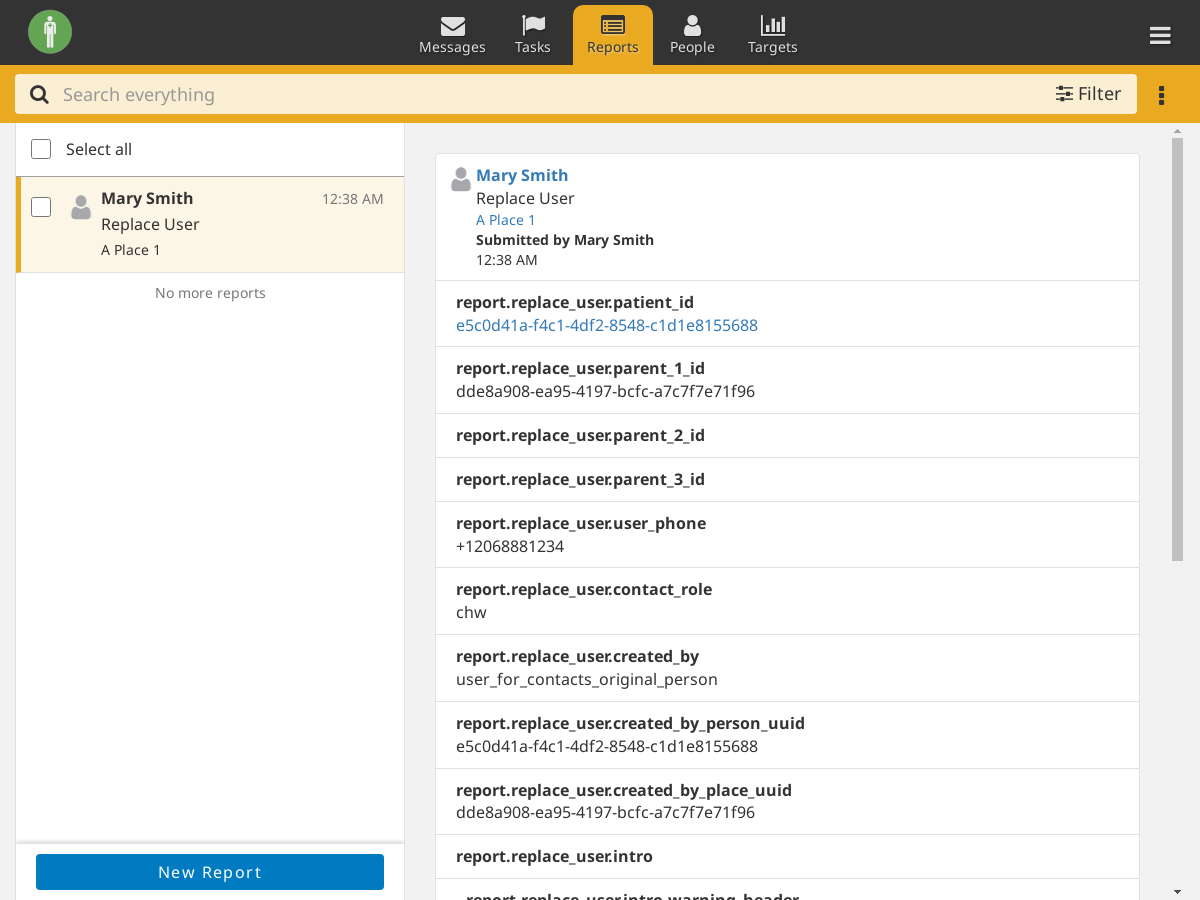 Messages
Tasks
Reports
People
Targets
Search everything
Filter
Select all
Mary Smith
12:38 AM
Replace User
A Place 1
No more reports
New Report
Mary Smith
Replace User
A Place 1
Submitted by Mary Smith
12:38 AM
report.replace_user.patient_id
e5c0d41a-f4c1-4df2-8548-c1d1e8155688
report.replace_user.parent_1_id
dde8a908-ea95-4197-bcfc-a7c7f7e71f96
report.replace_user.parent_2_id
report.replace_user.parent_3_id
report.replace_user.user_phone
+12068881234
report.replace_user.contact_role
chw
report.replace_user.created_by
user_for_contacts_original_person
report.replace_user.created_by_person_uuid
e5c0d41a-f4c1-4df2-8548-c1d1e8155688
report.replace_user.created_by_place_uuid
dde8a908-ea95-4197-bcfc-a7c7f7e71f96
report.replace_user.intro
report.replace_user.intro.warning_header